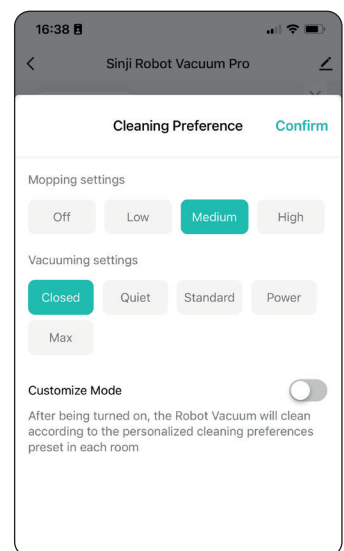 16:38
Sinji Robot Vacuum Pro
Cleaning Preference Confirm
Mopping settings
Off Low Medium High
Vacuuming settings
Closed Quiet Standard Power
Max
Customize Mode
After being turned on, the Robot Vacuum will clean
according to the personalized cleaning preferences
preset in each room